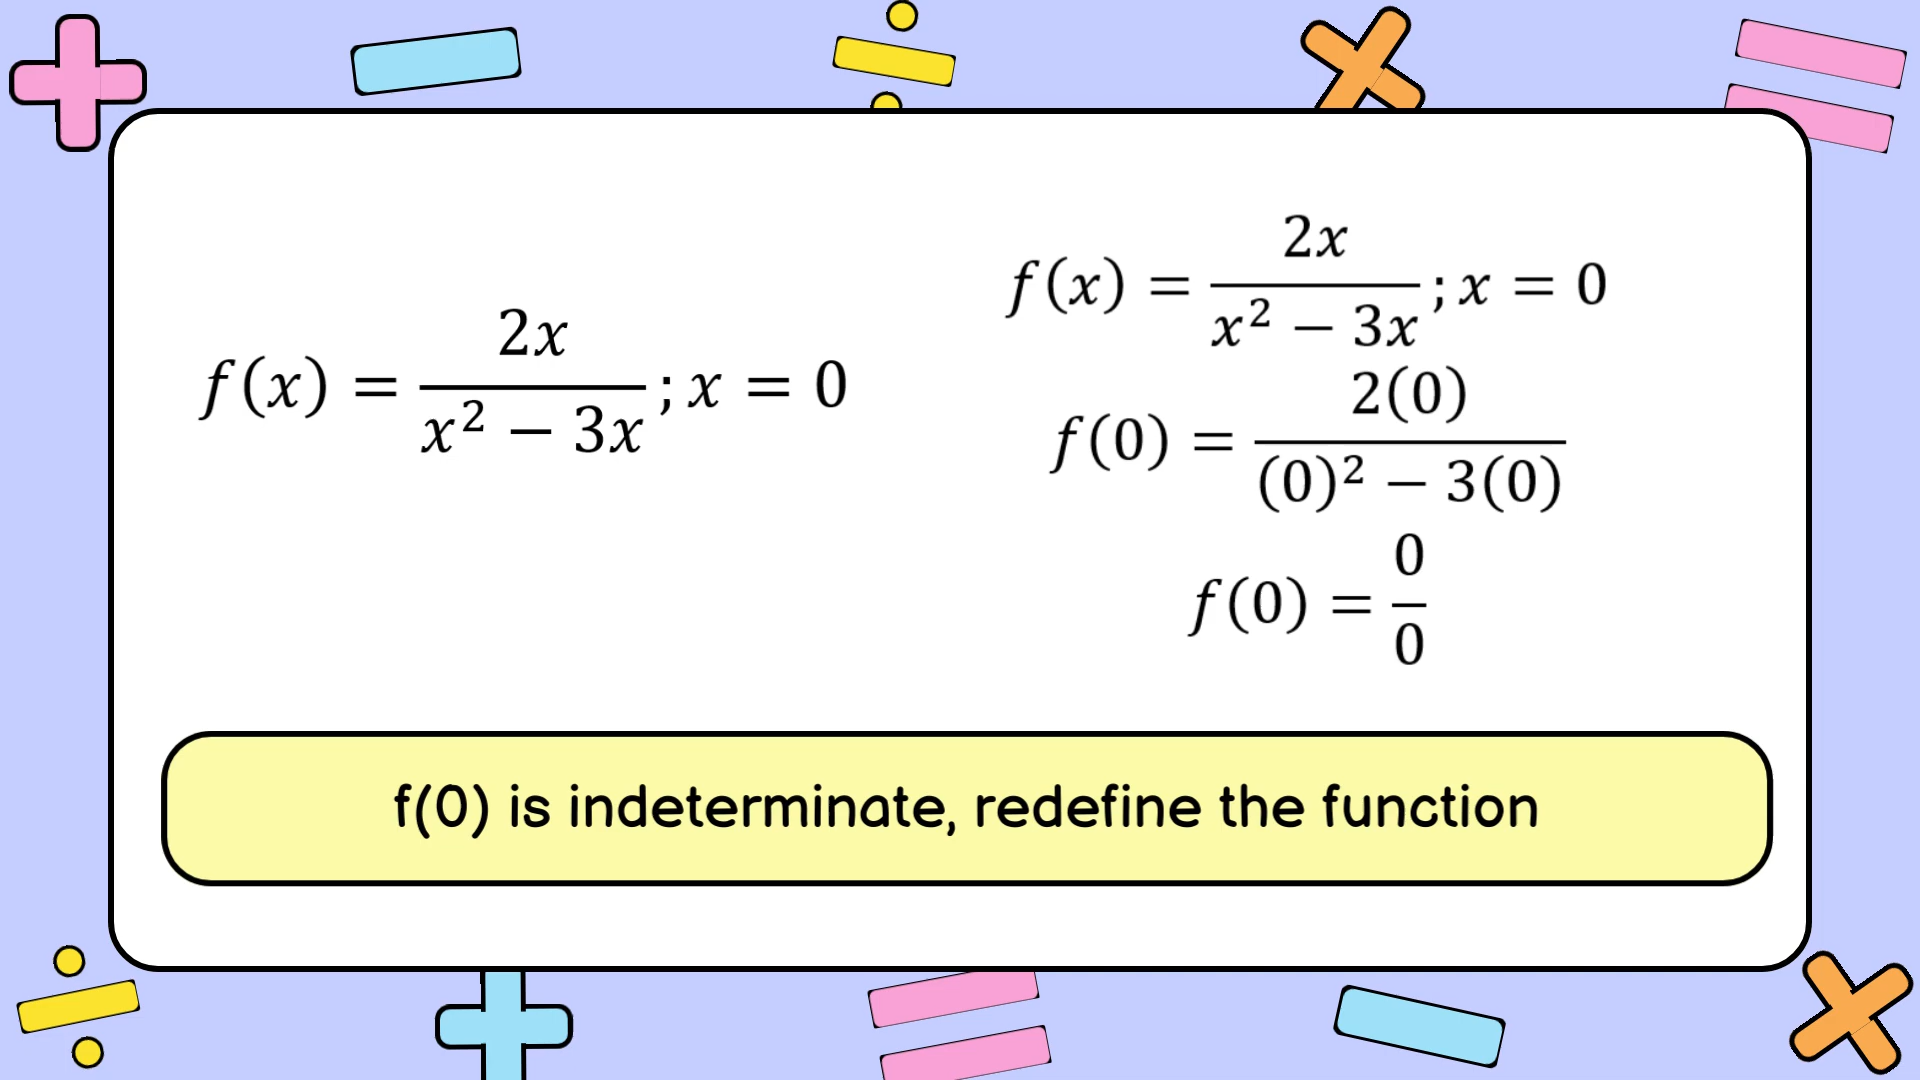 f(x) = 2x / x² − 3x ; x = 0
f(x) = 2x / x² − 3x ; x = 0
f(0) = 2(0) / (0)² − 3(0)
f(0) = 0 / 0
f(0) is indeterminate, redefine the function